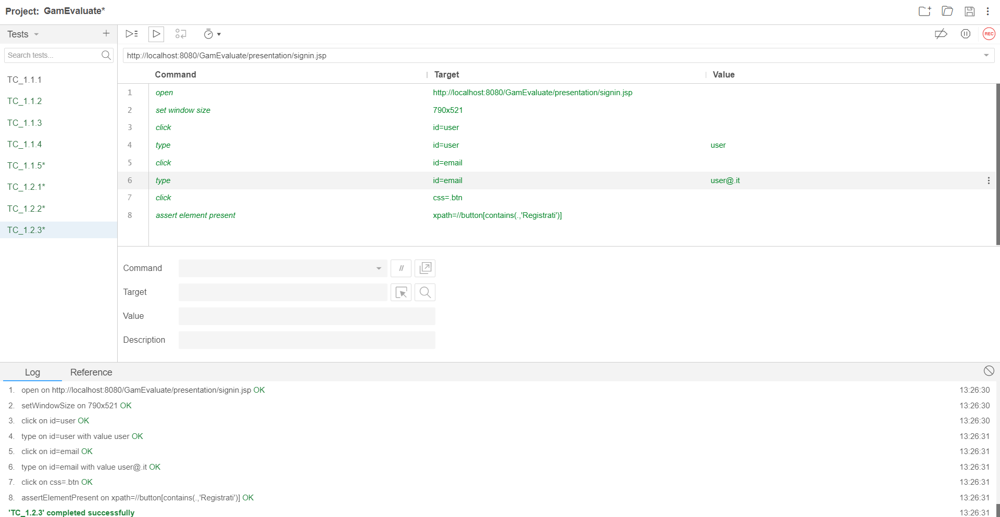 Project: GamEvaluate*
Tests
REC
Search tests...
http://localhost:8080/GamEvaluate/presentation/signin.jsp
Command Target Value
TC_1.1.1
TC_1.1.2
TC_1.1.3
TC_1.1.4
TC_1.1.5*
TC_1.2.1*
TC_1.2.2*
TC_1.2.3*
1 open http://localhost:8080/GamEvaluate/presentation/signin.jsp
2 set window size 790x521
3 click id=user
4 type id=user user
5 click id=email
6 type id=email user@.it
7 click css=.btn
8 assert element present xpath=//button[contains(.,'Registrati')]
Command //
Target
Value
Description
Log Reference
1. open on http://localhost:8080/GamEvaluate/presentation/signin.jsp OK 13:26:30
2. setWindowSize on 790x521 OK 13:26:30
3. click on id=user OK 13:26:30
4. type on id=user with value user OK 13:26:31
5. click on id=email OK 13:26:31
6. type on id=email with value user@.it OK 13:26:31
7. click on css=.btn OK 13:26:31
8. assertElementPresent on xpath=//button[contains(.,'Registrati')] OK 13:26:31
'TC_1.2.3' completed successfully 13:26:31